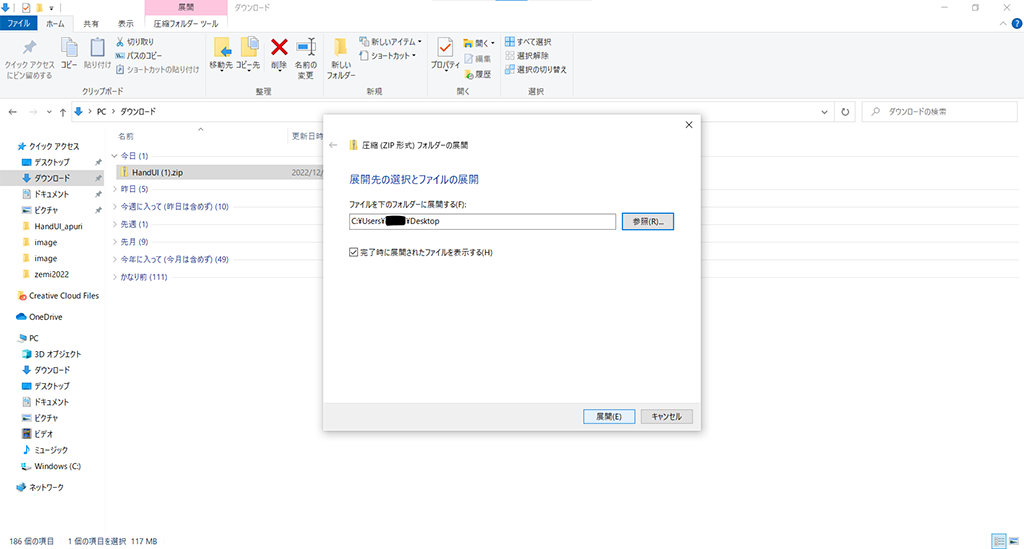 展開
ダウンロード
ファイル
ホーム
共有
表示
圧縮フォルダー ツール
クイック アクセス
にピン留めする
コピー
貼り付け
切り取り
パスのコピー
ショートカットの貼り付け
クリップボード
移動先
コピー先
削除
名前の
変更
整理
新しい
フォルダー
新しいアイテム
ショートカット
新規
プロパティ
開く
編集
履歴
開く
すべて選択
選択解除
選択の切り替え
選択
PC
ダウンロード
ダウンロードの検索
名前
更新日時
クイック アクセス
デスクトップ
ダウンロード
ドキュメント
ピクチャ
HandUI_apuri
image
image
zemi2022
Creative Cloud Files
OneDrive
PC
3D オブジェクト
ダウンロード
デスクトップ
ドキュメント
ピクチャ
ビデオ
ミュージック
Windows (C:)
ネットワーク
今日 (1)
HandUI (1).zip
2022/12/
昨日 (5)
今週に入って (昨日は含めず) (10)
先週 (1)
先月 (9)
今年に入って (今月は含めず) (49)
かなり前 (111)
圧縮 (ZIP 形式) フォルダーの展開
展開先の選択とファイルの展開
ファイルを下のフォルダーに展開する(F):
C:¥Users¥ ¥Desktop
参照(R)...
完了時に展開されたファイルを表示する(H)
展開(E)
キャンセル
186 個の項目
1 個の項目を選択 117 MB